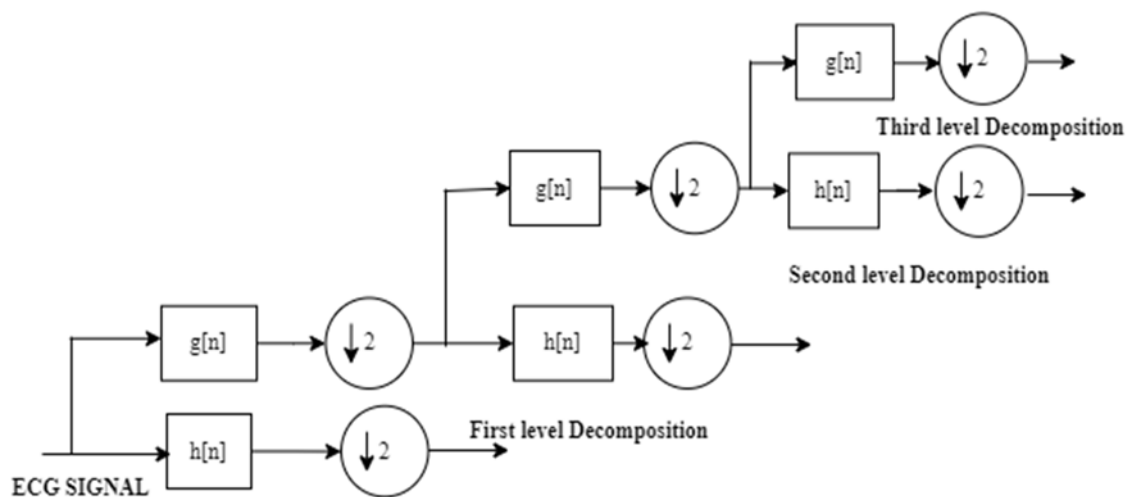 g[n]
↓2
Third level Decomposition
g[n]
↓2
h[n]
↓2
Second level Decomposition
g[n]
↓2
h[n]
↓2
First level Decomposition
h[n]
↓2
ECG SIGNAL